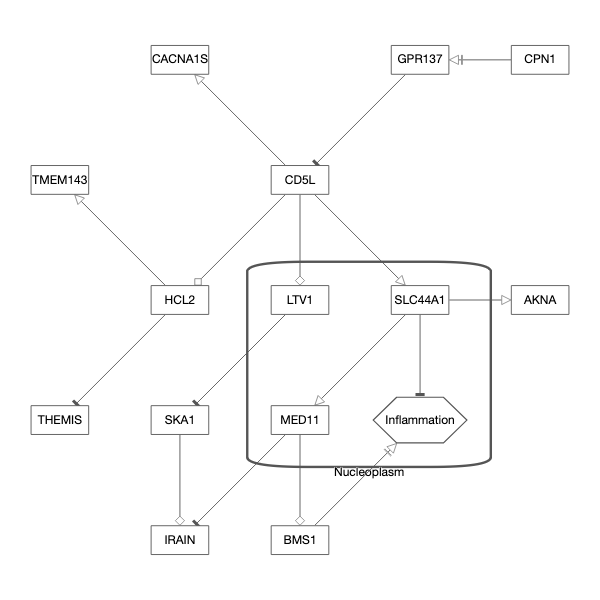 CACNA1S
GPR137
CPN1
TMEM143
CD5L
HCL2
LTV1
SLC44A1
AKNA
THEMIS
SKA1
MED11
Inflammation
Nucleoplasm
IRAIN
BMS1